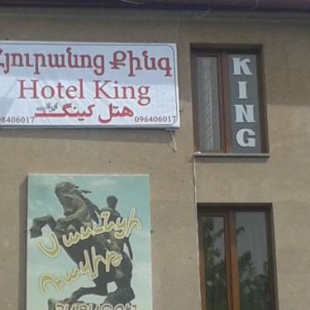 Հյուրանոց Քինգ
Hotel King
هتل کینگ
096406017
KING
Սասունցի
Դավիթ